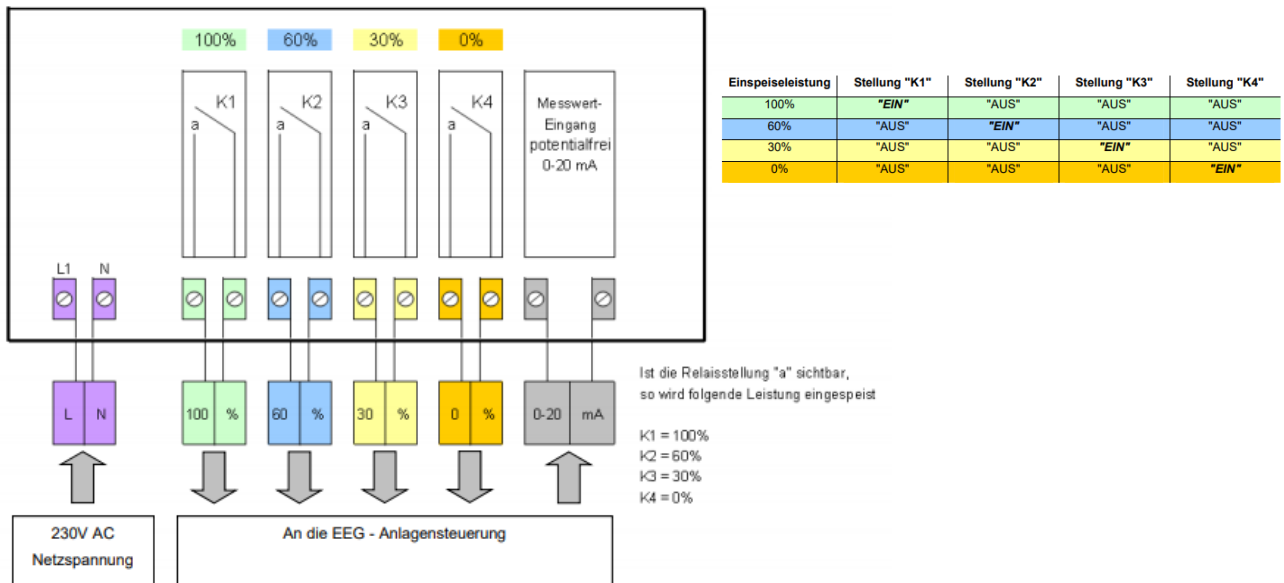 100% 60% 30% 0%
K1 K2 K3 K4
a a a a
Messwert-
Eingang
potentialfrei
0-20 mA
L1 N
L N 100 % 60 % 30 % 0 % 0-20 mA
230V AC
Netzspannung
An die EEG - Anlagensteuerung
Einspeiseleistung Stellung "K1" Stellung "K2" Stellung "K3" Stellung "K4"
100% "EIN" "AUS" "AUS" "AUS"
60% "AUS" "EIN" "AUS" "AUS"
30% "AUS" "AUS" "EIN" "AUS"
0% "AUS" "AUS" "AUS" "EIN"
Ist die Relaisstellung "a" sichtbar,
so wird folgende Leistung eingespeist
K1 = 100%
K2 = 60%
K3 = 30%
K4 = 0%